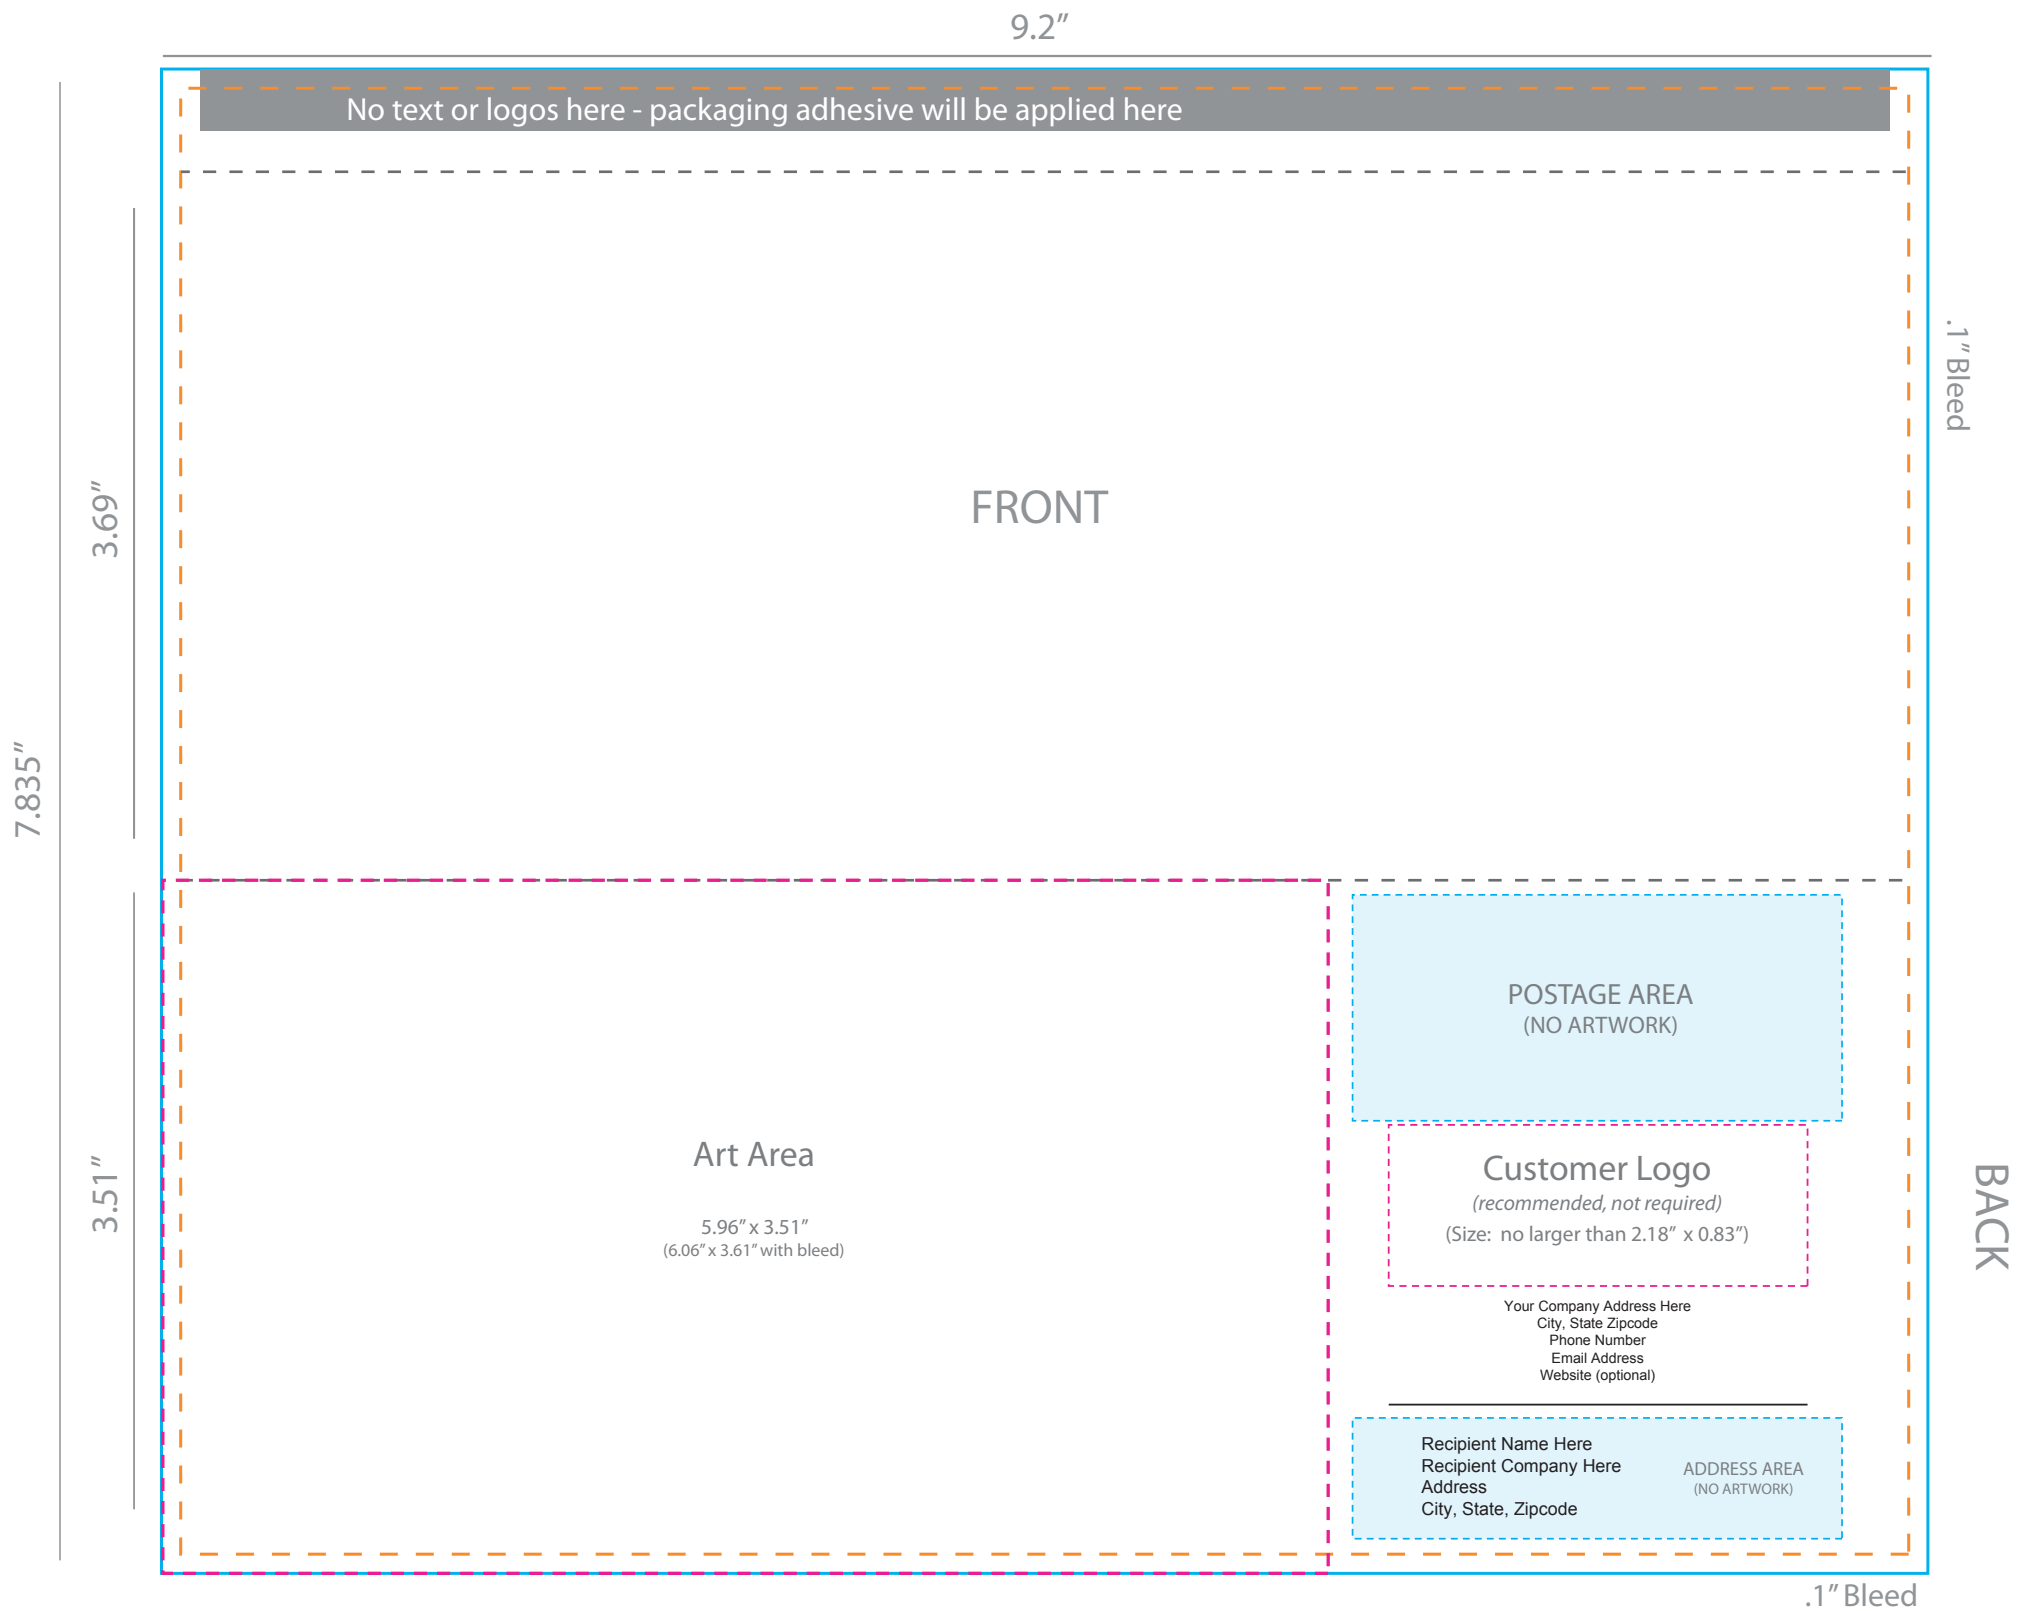 9.2"
No text or logos here - packaging adhesive will be applied here
.1" Bleed
3.69"
FRONT
7.835"
3.51"
Art Area
5.96" x 3.51"
(6.06" x 3.61" with bleed)
POSTAGE AREA
(NO ARTWORK)
Customer Logo
(recommended, not required)
(Size: no larger than 2.18" x 0.83")
BACK
Your Company Address Here
City, State Zipcode
Phone Number
Email Address
Website (optional)
Recipient Name Here
Recipient Company Here
Address
City, State, Zipcode
ADDRESS AREA
(NO ARTWORK)
.1" Bleed